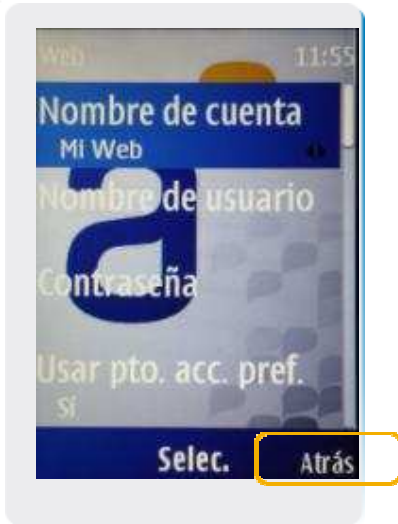 Web 11:55
Nombre de cuenta
Mi Web
Nombre de usuario
Contraseña
Usar pto. acc. pref.
Sí
Selec. Atrás